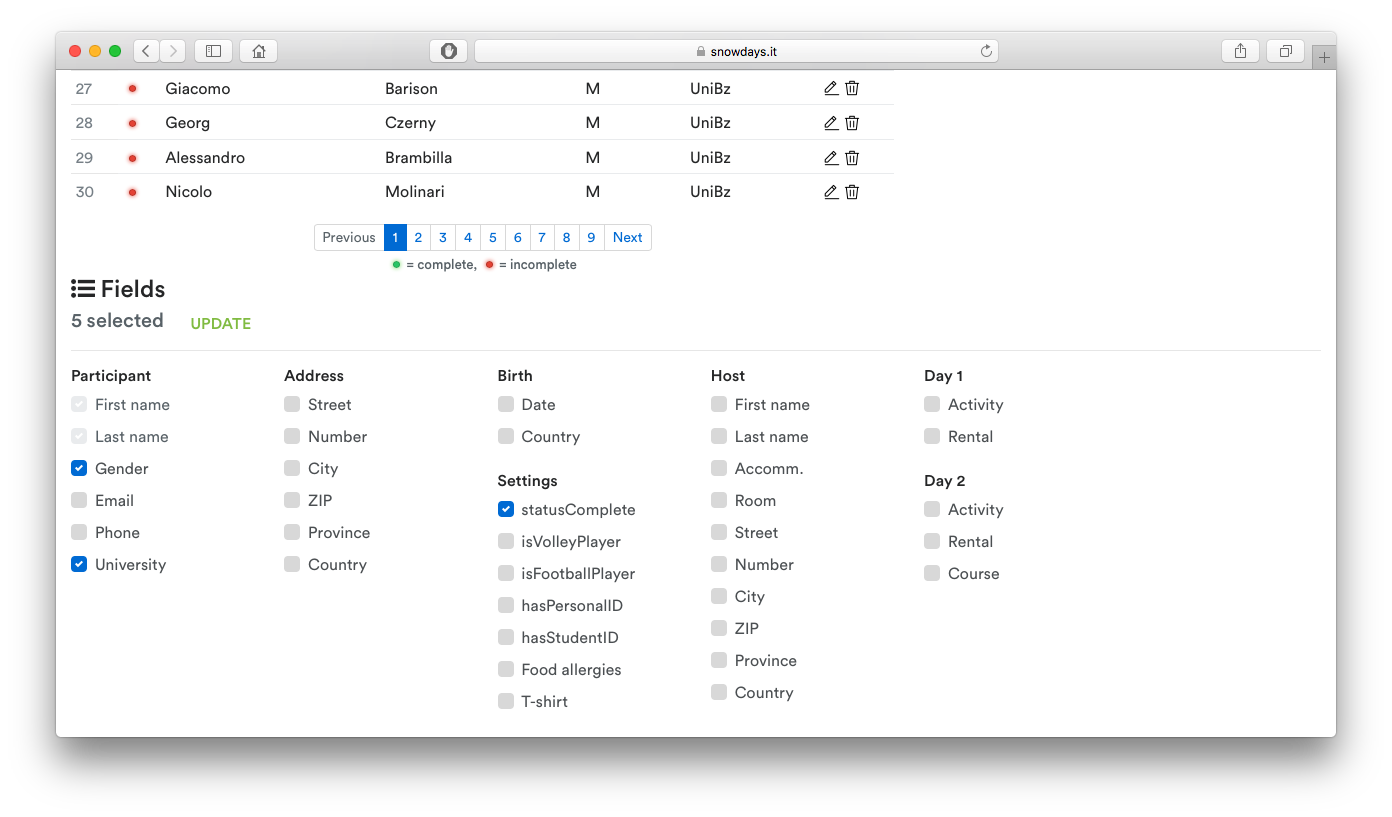 snowdays.it
27 Giacomo Barison M UniBz
28 Georg Czerny M UniBz
29 Alessandro Brambilla M UniBz
30 Nicolo Molinari M UniBz
Previous 1 2 3 4 5 6 7 8 9 Next
= complete, = incomplete
Fields
5 selected UPDATE
Participant
First name
Last name
Gender
Email
Phone
University
Address
Street
Number
City
ZIP
Province
Country
Birth
Date
Country
Settings
statusComplete
isVolleyPlayer
isFootballPlayer
hasPersonalID
hasStudentID
Food allergies
T-shirt
Host
First name
Last name
Accomm.
Room
Street
Number
City
ZIP
Province
Country
Day 1
Activity
Rental
Day 2
Activity
Rental
Course